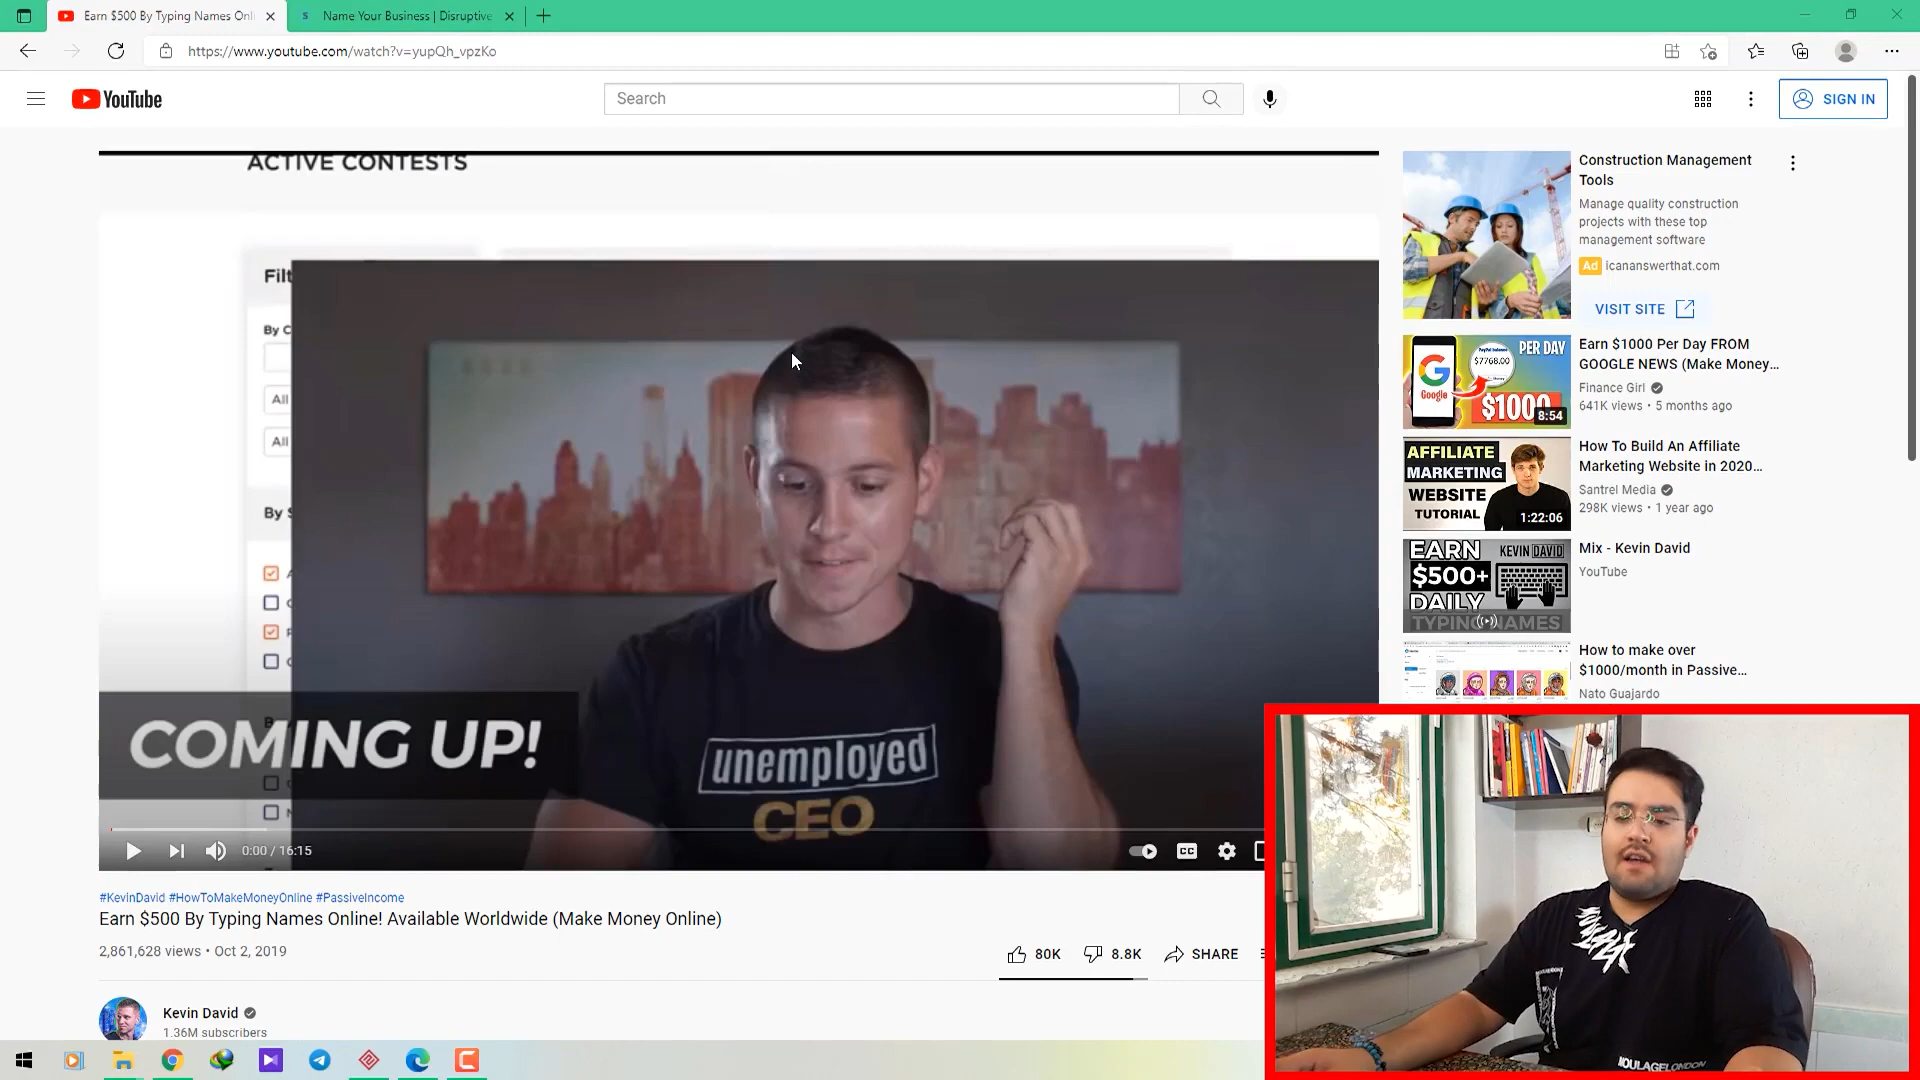 Earn $500 By Typing Names Onl
Name Your Business | Disruptive
https://www.youtube.com/watch?v=yupQh_vpzKo
YouTube
Search
SIGN IN
ACTIVE CONTESTS
Filt
By C
All
All
By S
COMING UP!
unemployed
CEO
0:00 / 16:15
CC
#KevinDavid #HowToMakeMoneyOnline #PassiveIncome
Earn $500 By Typing Names Online! Available Worldwide (Make Money Online)
2,861,628 views • Oct 2, 2019
80K
8.8K
SHARE
Kevin David
1.36M subscribers
Construction Management
Tools
Manage quality construction
projects with these top
management software
Ad icananswerthat.com
VISIT SITE
PayPal balance
$7768.00
PER DAY
Google
$1000
8:54
Earn $1000 Per Day FROM
GOOGLE NEWS (Make Money...
Finance Girl
641K views • 5 months ago
AFFILIATE
MARKETING
WEBSITE
TUTORIAL
1:22:06
How To Build An Affiliate
Marketing Website in 2020...
Santrel Media
298K views • 1 year ago
EARN
$500+
DAILY
TYPING NAMES
KEVIN DAVID
Mix - Kevin David
YouTube
How to make over
$1000/month in Passive...
Nato Guajardo